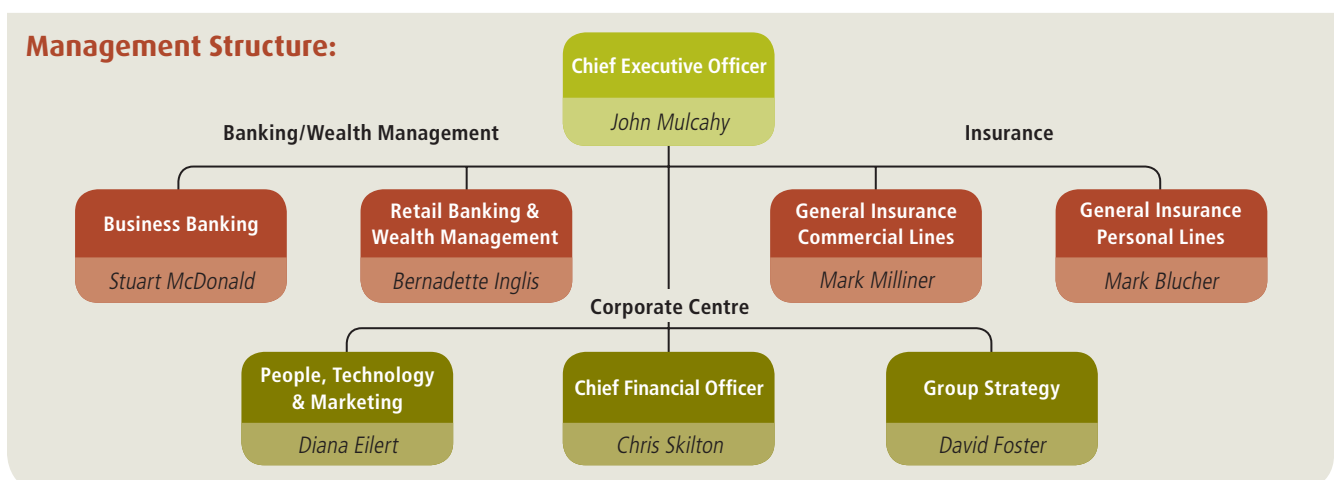 Management Structure:
Chief Executive Officer
John Mulcahy
Banking/Wealth Management
Insurance
Business Banking
Stuart McDonald
Retail Banking &
Wealth Management
Bernadette Inglis
General Insurance
Commercial Lines
Mark Milliner
General Insurance
Personal Lines
Mark Blucher
Corporate Centre
People, Technology
& Marketing
Diana Eilert
Chief Financial Officer
Chris Skilton
Group Strategy
David Foster